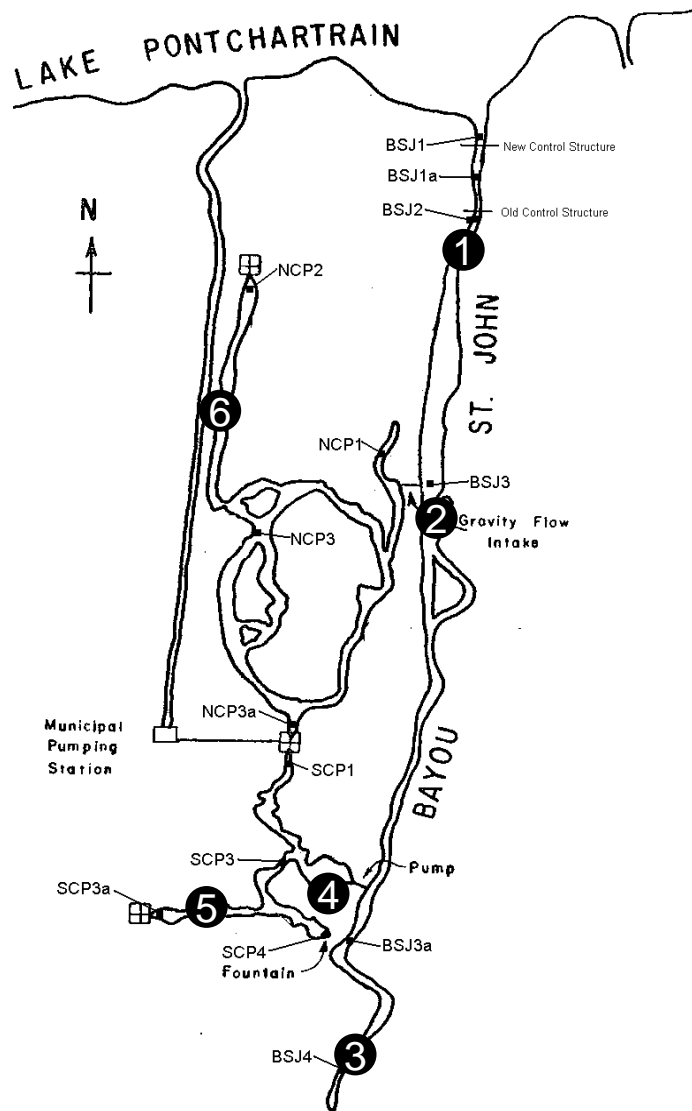 LAKE PONTCHARTRAIN
BSJ1
New Control Structure
BSJ1a
N
BSJ2
Old Control Structure
1
NCP2
ST. JOHN
6
NCP1
BSJ3
2
Gravity Flow
Intake
NCP3
NCP3a
Municipal
Pumping
Station
SCP1
BAYOU
SCP3
Pump
SCP3a
5
4
SCP4
Fountain
BSJ3a
3
BSJ4